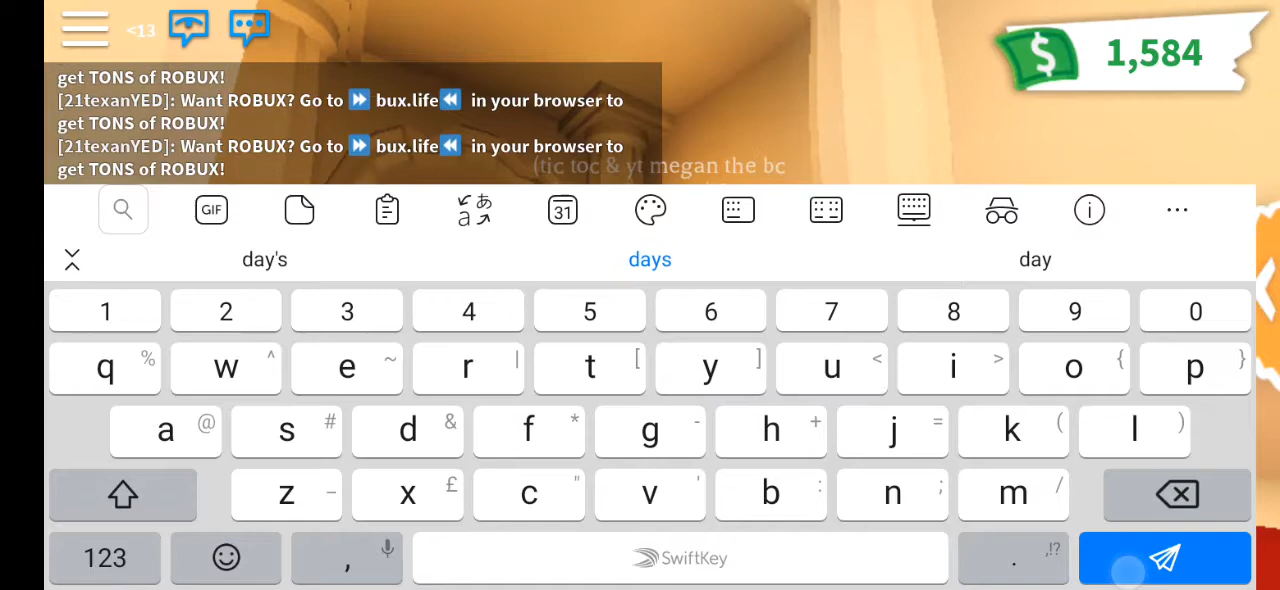 <13
$ 1,584
get TONS of ROBUX!
[21texanYED]: Want ROBUX? Go to ⏩ bux.life⏪ in your browser to
get TONS of ROBUX!
[21texanYED]: Want ROBUX? Go to ⏩ bux.life⏪ in your browser to
get TONS of ROBUX!
(tic toc & yt megan the bc
GIF あ a 31 i ...
day's days day
1 2 3 4 5 6 7 8 9 0
q % w ^ e ~ r | t [ y ] u < i > o { p }
a @ s # d & f * g - h + j = k ( l )
z – x £ c " v ' b : n ; m /
123 , SwiftKey . ,!?